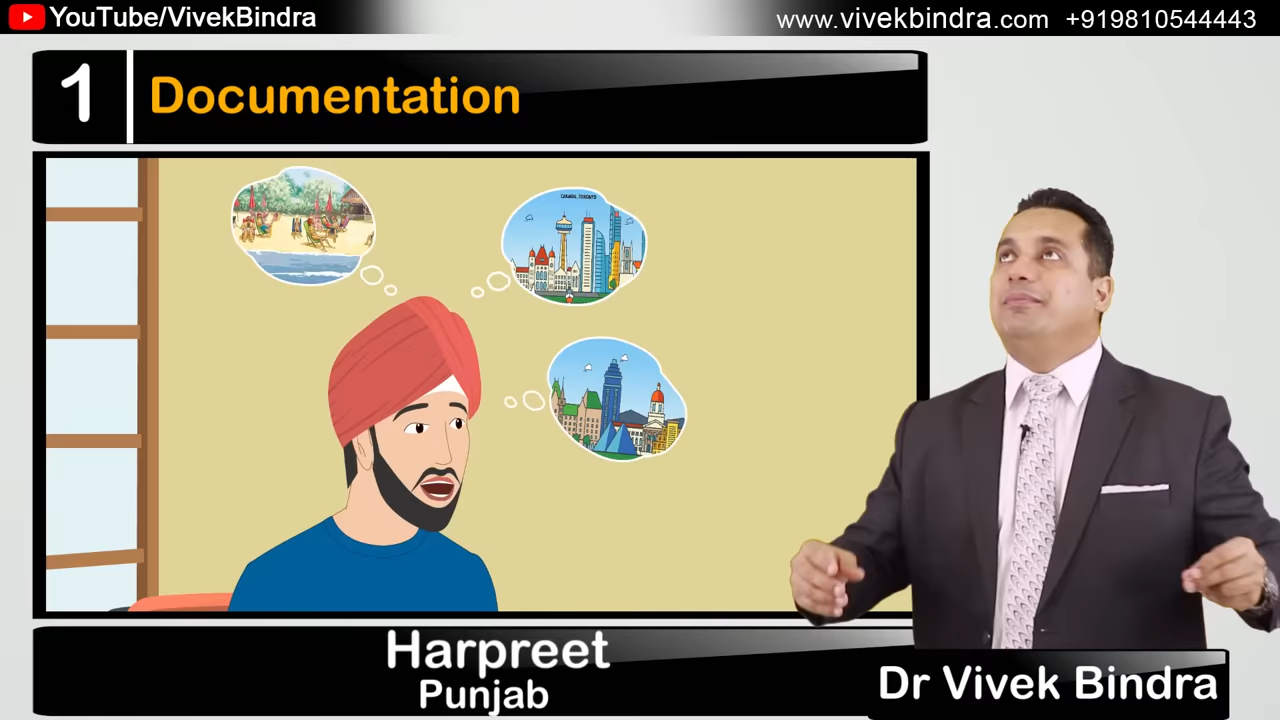 YouTube/VivekBindra
www.vivekbindra.com +919810544443
1 Documentation
CANADA, TORONTO
Harpreet
Punjab
Dr Vivek Bindra